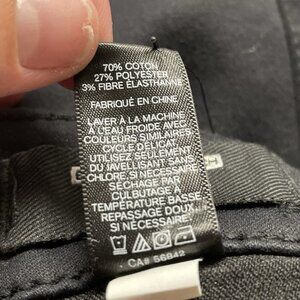 70% COTON
27% POLYESTER
3% FIBRE ÉLASTHANNE
FABRIQUÉ EN CHINE
LAVER À LA MACHINE
À L'EAU FROIDE AVEC
COULEURS SIMILAIRES
CYCLE DÉLICAT
UTILISEZ SEULEMENT
DU JAVELLISANT SANS
CHLORE, SI NÉCESSAIRE
SÉCHAGE PAR
CULBUTAGE À
TEMPÉRATURE BASSE
REPASSAGE DOUX,
SI NÉCESSAIRE
CA# 56842